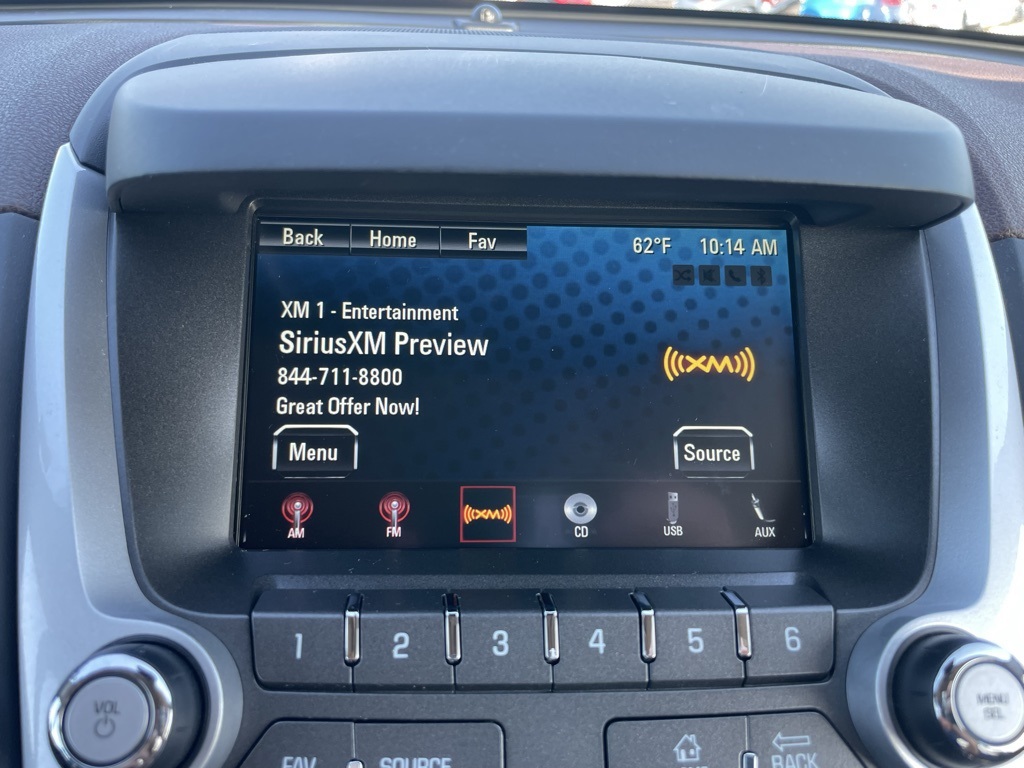 Back Home Fav 62°F 10:14 AM
XM 1 - Entertainment
SiriusXM Preview
844-711-8800
Great Offer Now!
((XM))
Menu Source
AM FM ((XM)) CD USB AUX
1 2 3 4 5 6
VOL
MENU
SEL
FAV SOURCE BACK